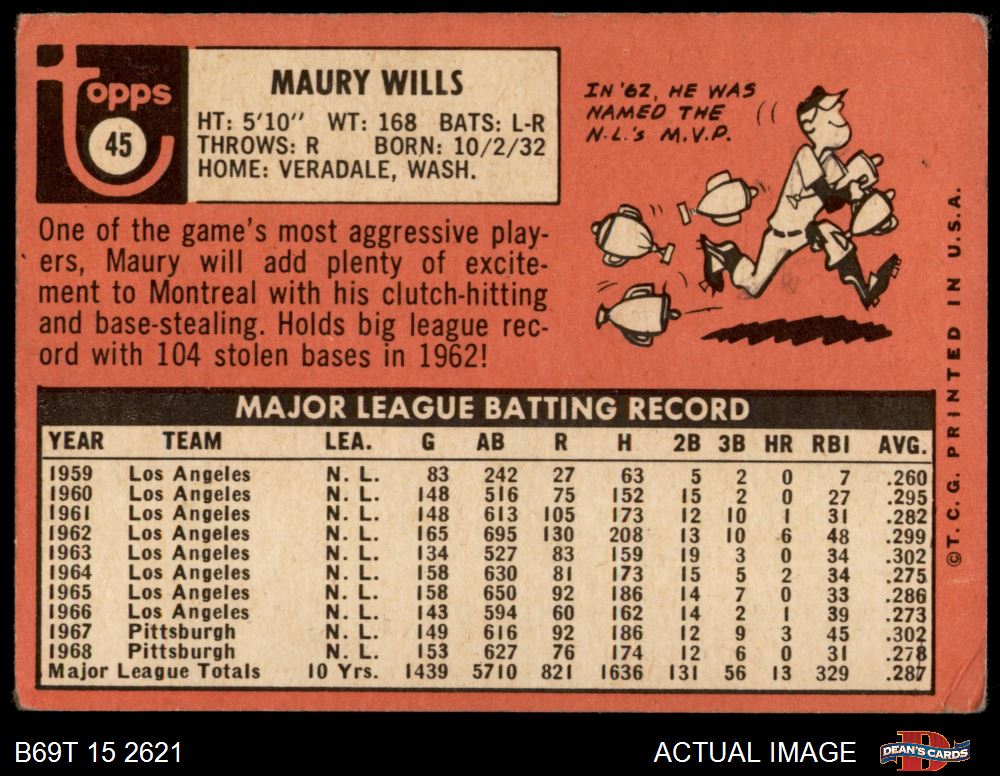 Topps
45
MAURY WILLS
HT: 5'10" WT: 168 BATS: L-R
THROWS: R BORN: 10/2/32
HOME: VERADALE, WASH.
IN '62, HE WAS
NAMED THE
N.L.'s M.V.P.
One of the game's most aggressive play-
ers, Maury will add plenty of excite-
ment to Montreal with his clutch-hitting
and base-stealing. Holds big league rec-
ord with 104 stolen bases in 1962!
MAJOR LEAGUE BATTING RECORD
YEAR TEAM LEA. G AB R H 2B 3B HR RBI AVG.
1959 Los Angeles N. L. 83 242 27 63 5 2 0 7 .260
1960 Los Angeles N. L. 148 516 75 152 15 2 0 27 .295
1961 Los Angeles N. L. 148 613 105 173 12 10 1 31 .282
1962 Los Angeles N. L. 165 695 130 208 13 10 6 48 .299
1963 Los Angeles N. L. 134 527 83 159 19 3 0 34 .302
1964 Los Angeles N. L. 158 630 81 173 15 5 2 34 .275
1965 Los Angeles N. L. 158 650 92 186 14 7 0 33 .286
1966 Los Angeles N. L. 143 594 60 162 14 2 1 39 .273
1967 Pittsburgh N. L. 149 616 92 186 12 9 3 45 .302
1968 Pittsburgh N. L. 153 627 76 174 12 6 0 31 .278
Major League Totals 10 Yrs. 1439 5710 821 1636 131 56 13 329 .287
©T. C. G. PRINTED IN U.S.A.
B69T 15 2621
ACTUAL IMAGE
D
DEAN'S CARDS